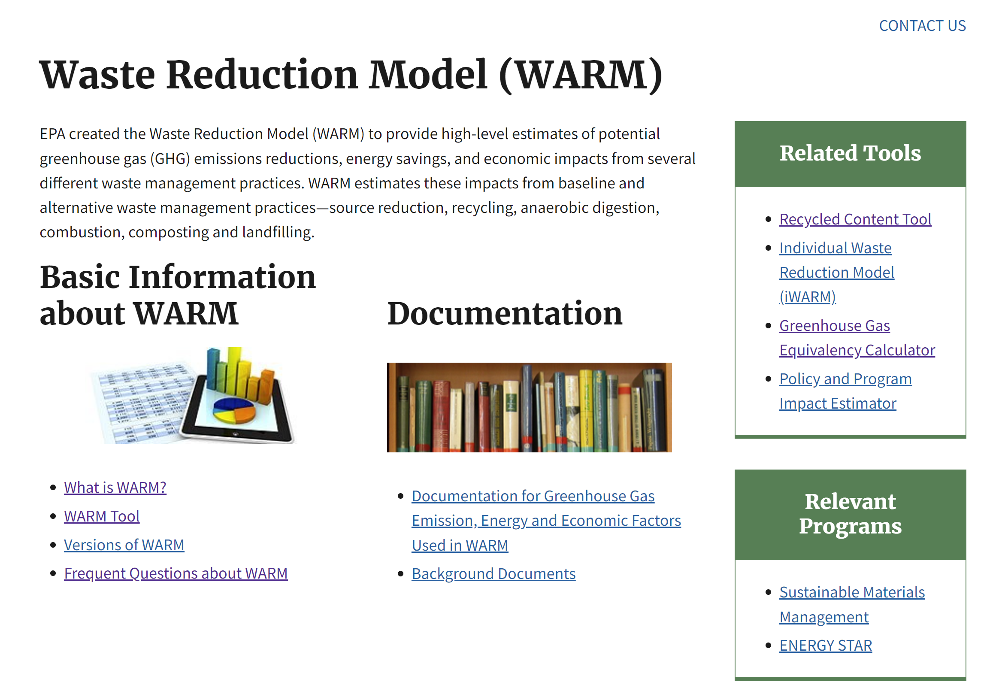 CONTACT US
Waste Reduction Model (WARM)
EPA created the Waste Reduction Model (WARM) to provide high-level estimates of potential
greenhouse gas (GHG) emissions reductions, energy savings, and economic impacts from several
different waste management practices. WARM estimates these impacts from baseline and
alternative waste management practices—source reduction, recycling, anaerobic digestion,
combustion, composting and landfilling.
Basic Information
about WARM
What is WARM?
WARM Tool
Versions of WARM
Frequent Questions about WARM
Documentation
Documentation for Greenhouse Gas
Emission, Energy and Economic Factors
Used in WARM
Background Documents
Related Tools
Recycled Content Tool
Individual Waste
Reduction Model
(iWARM)
Greenhouse Gas
Equivalency Calculator
Policy and Program
Impact Estimator
Relevant
Programs
Sustainable Materials
Management
ENERGY STAR